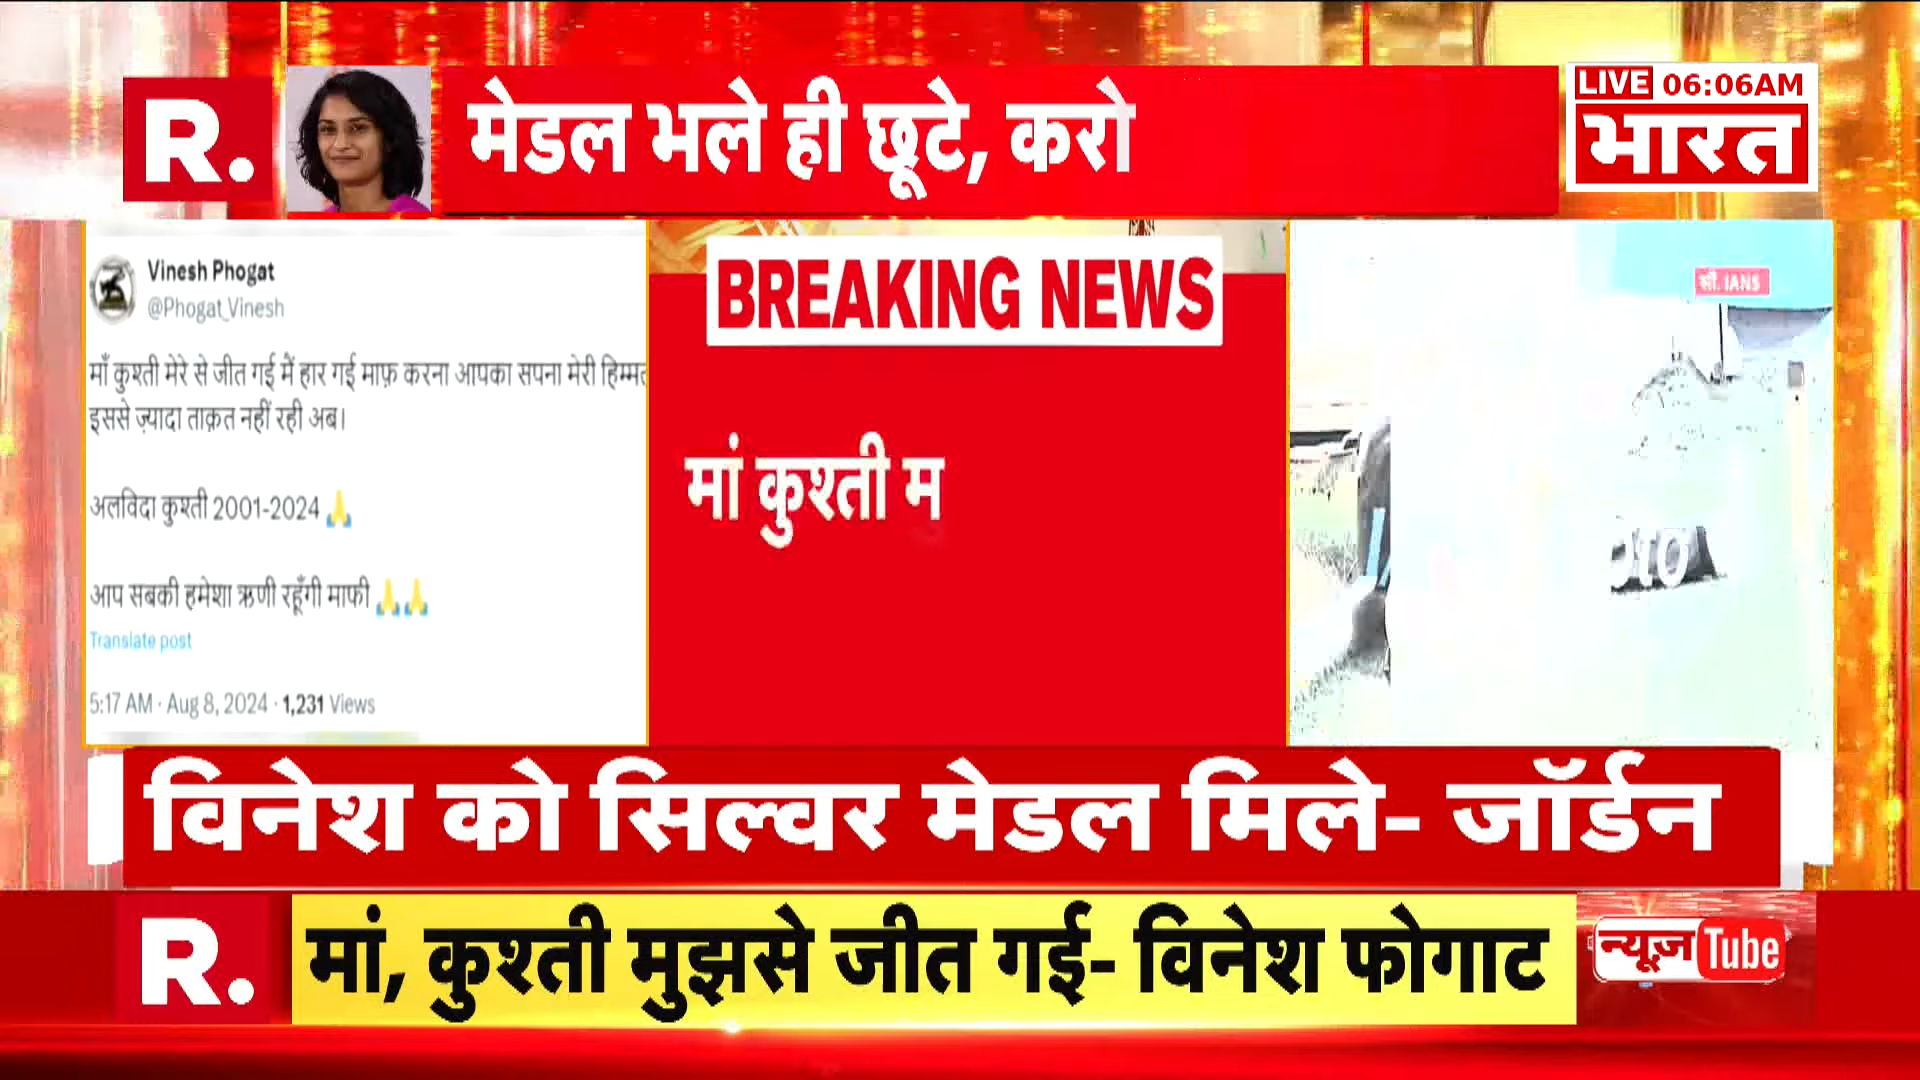 R.
मेडल भले ही छूटे, करो
LIVE 06:06AM
भारत
Vinesh Phogat
@Phogat_Vinesh
माँ कुश्ती मेरे से जीत गई मैं हार गई माफ़ करना आपका सपना मेरी हिम्मत
इससे ज़्यादा ताक़त नहीं रही अब।
अलविदा कुश्ती 2001-2024 🙏
आप सबकी हमेशा ऋणी रहूँगी माफी 🙏🙏
Translate post
5:17 AM · Aug 8, 2024 · 1,231 Views
BREAKING NEWS
मां कुश्ती म
सौ. IANS
विनेश को सिल्वर मेडल मिले- जॉर्डन
R.
मां, कुश्ती मुझसे जीत गई- विनेश फोगाट
न्यूज़ Tube